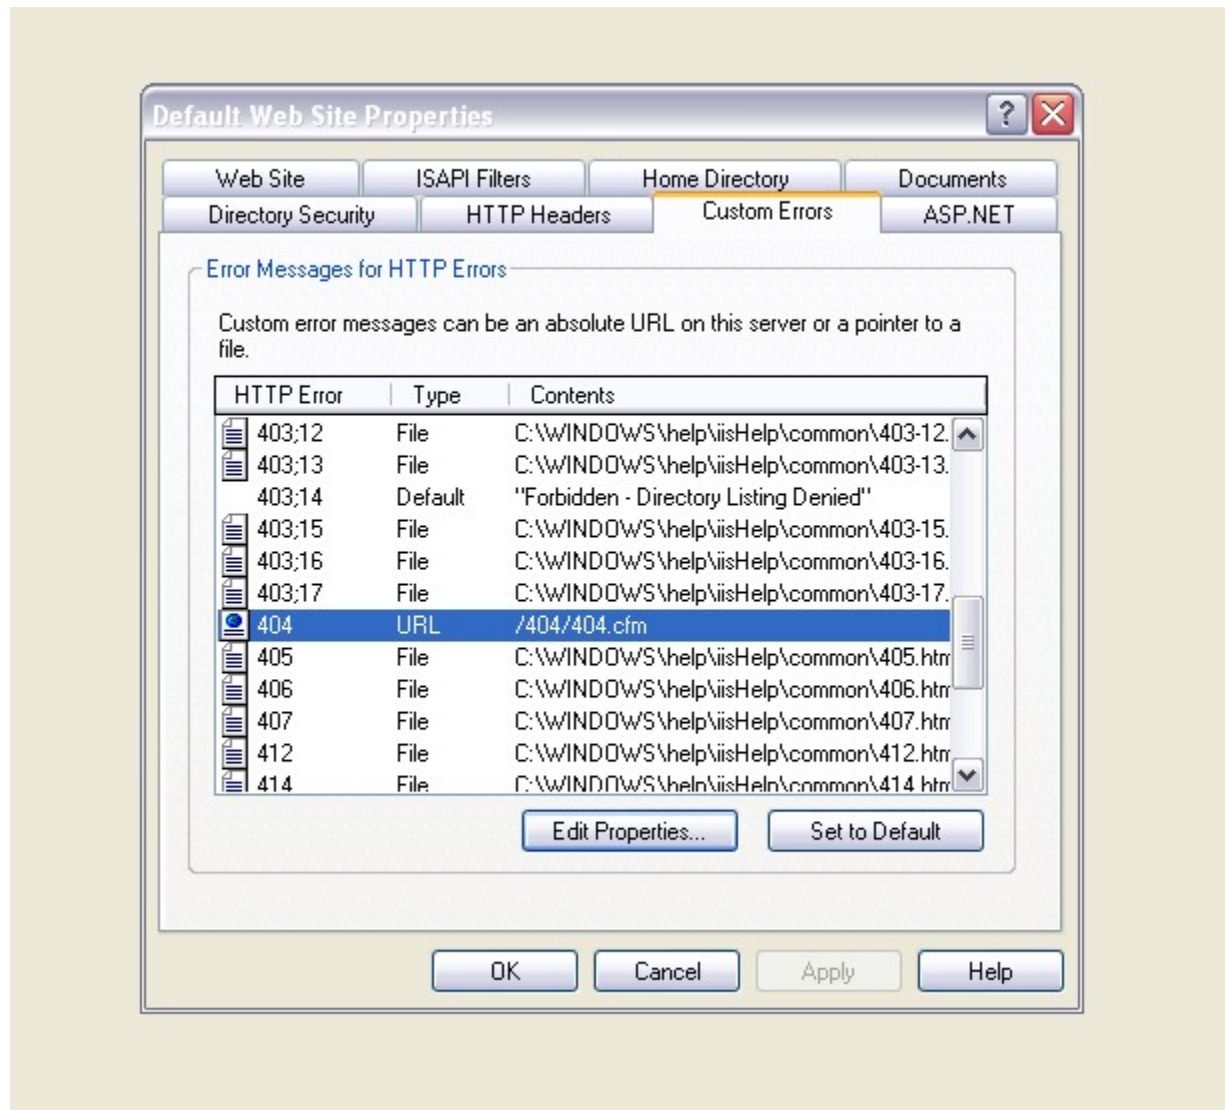 Default Web Site Properties
Web Site ISAPI Filters Home Directory Documents
Directory Security HTTP Headers Custom Errors ASP.NET
Error Messages for HTTP Errors
Custom error messages can be an absolute URL on this server or a pointer to a
file.
HTTP Error Type Contents
403;12 File C:\WINDOWS\help\iisHelp\common\403-12.
403;13 File C:\WINDOWS\help\iisHelp\common\403-13.
403;14 Default "Forbidden - Directory Listing Denied"
403;15 File C:\WINDOWS\help\iisHelp\common\403-15.
403;16 File C:\WINDOWS\help\iisHelp\common\403-16.
403;17 File C:\WINDOWS\help\iisHelp\common\403-17.
404 URL /404/404.cfm
405 File C:\WINDOWS\help\iisHelp\common\405.htm
406 File C:\WINDOWS\help\iisHelp\common\406.htm
407 File C:\WINDOWS\help\iisHelp\common\407.htm
412 File C:\WINDOWS\help\iisHelp\common\412.htm
414 File C:\WINDOWS\help\iisHelp\common\414.htm
Edit Properties... Set to Default
OK Cancel Apply Help